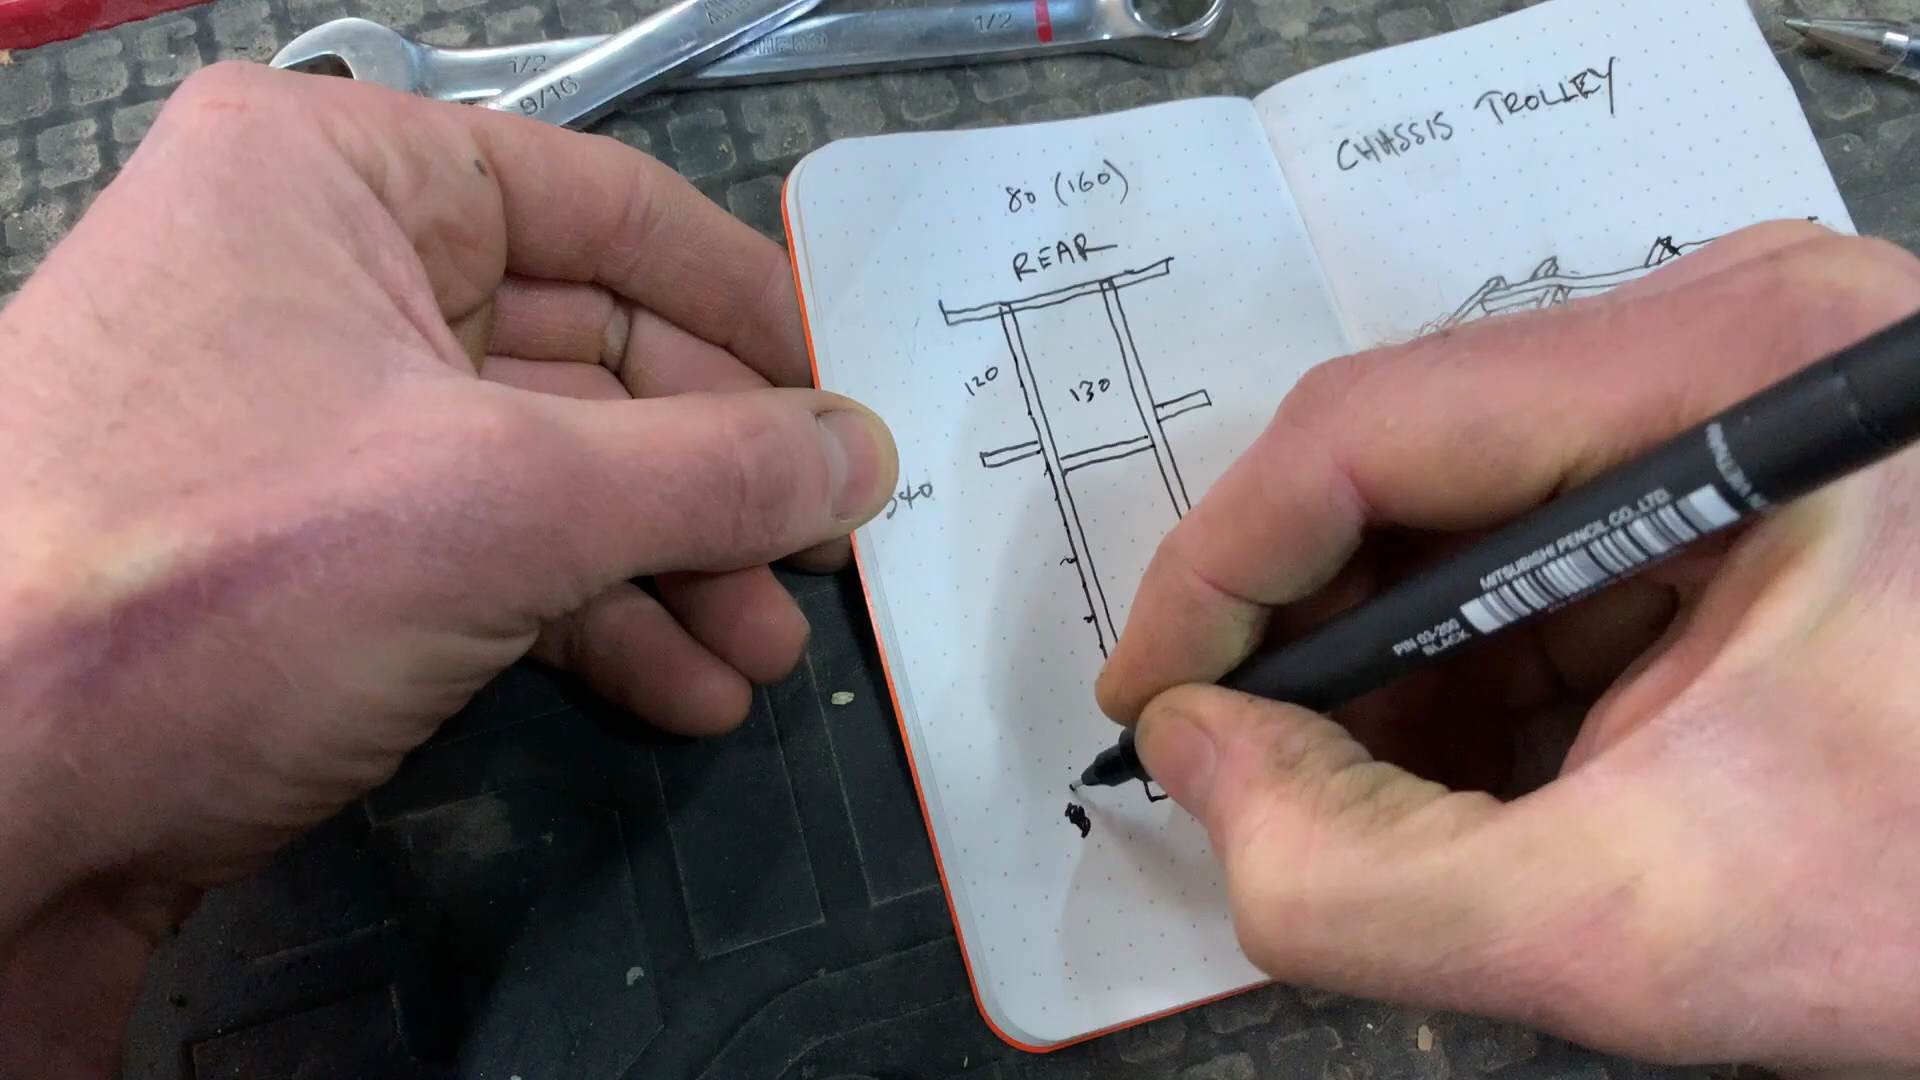 1/2
9/16
1/2
80 (160)
REAR
120
130
340
CHASSIS TROLLEY
MITSUBISHI PENCIL CO., LTD.
PIN 03-200
BLACK